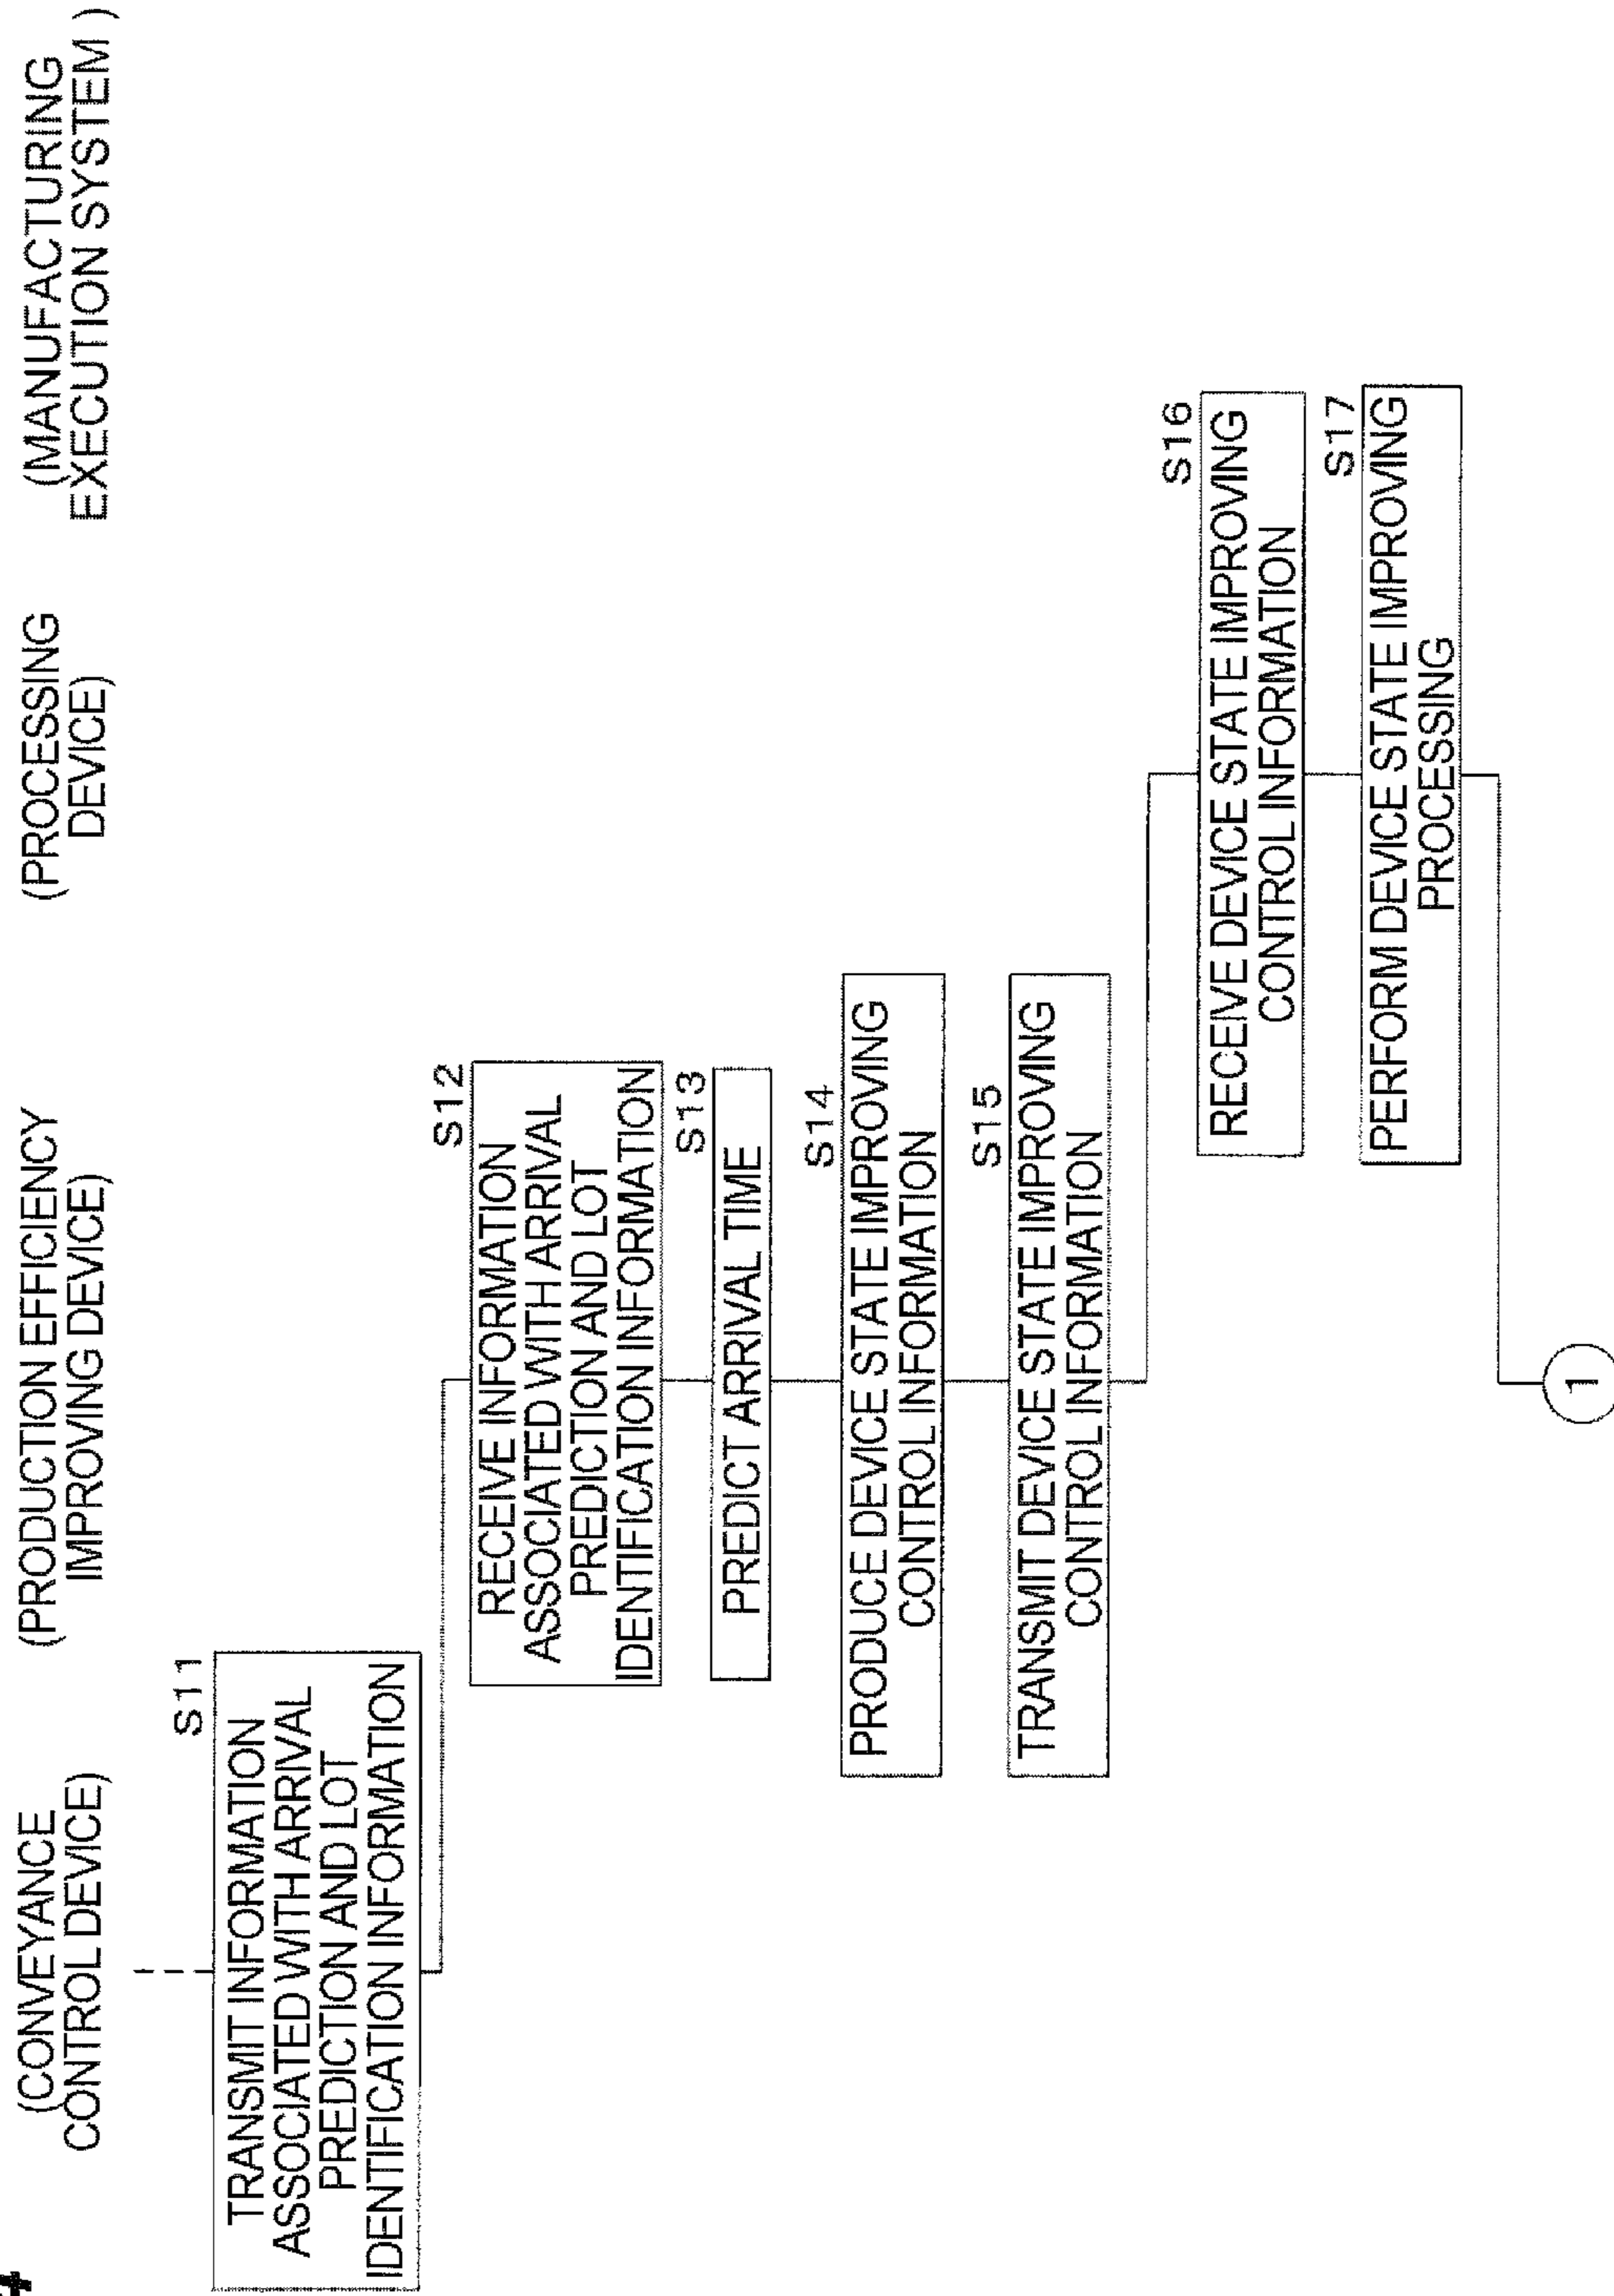 (CONVEYANCE
CONTROL DEVICE)
(PRODUCTION EFFICIENCY
IMPROVING DEVICE)
(PROCESSING
DEVICE)
(MANUFACTURING
EXECUTION SYSTEM )
S11
TRANSMIT INFORMATION
ASSOCIATED WITH ARRIVAL
PREDICTION AND LOT
IDENTIFICATION INFORMATION
S12
RECEIVE INFORMATION
ASSOCIATED WITH ARRIVAL
PREDICTION AND LOT
IDENTIFICATION INFORMATION
S13
PREDICT ARRIVAL TIME
S14
PRODUCE DEVICE STATE IMPROVING
CONTROL INFORMATION
S15
TRANSMIT DEVICE STATE IMPROVING
CONTROL INFORMATION
S16
RECEIVE DEVICE STATE IMPROVING
CONTROL INFORMATION
S17
PERFORM DEVICE STATE IMPROVING
PROCESSING
1